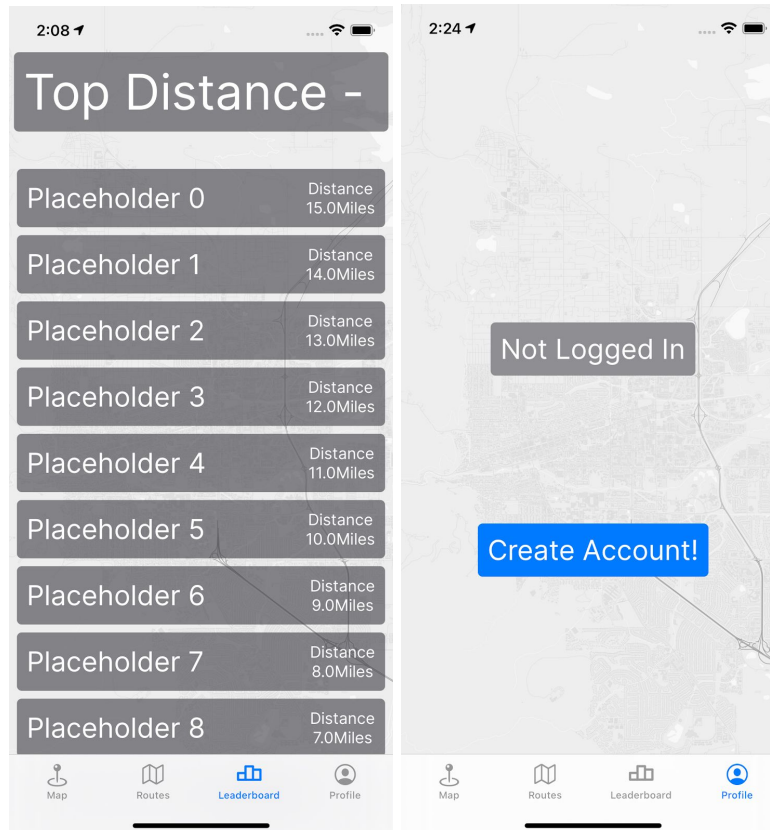 2:08
Top Distance -
Placeholder 0
Distance
15.0Miles
Placeholder 1
Distance
14.0Miles
Placeholder 2
Distance
13.0Miles
Placeholder 3
Distance
12.0Miles
Placeholder 4
Distance
11.0Miles
Placeholder 5
Distance
10.0Miles
Placeholder 6
Distance
9.0Miles
Placeholder 7
Distance
8.0Miles
Placeholder 8
Distance
7.0Miles
Map
Routes
Leaderboard
Profile
2:24
Not Logged In
Create Account!
Map
Routes
Leaderboard
Profile